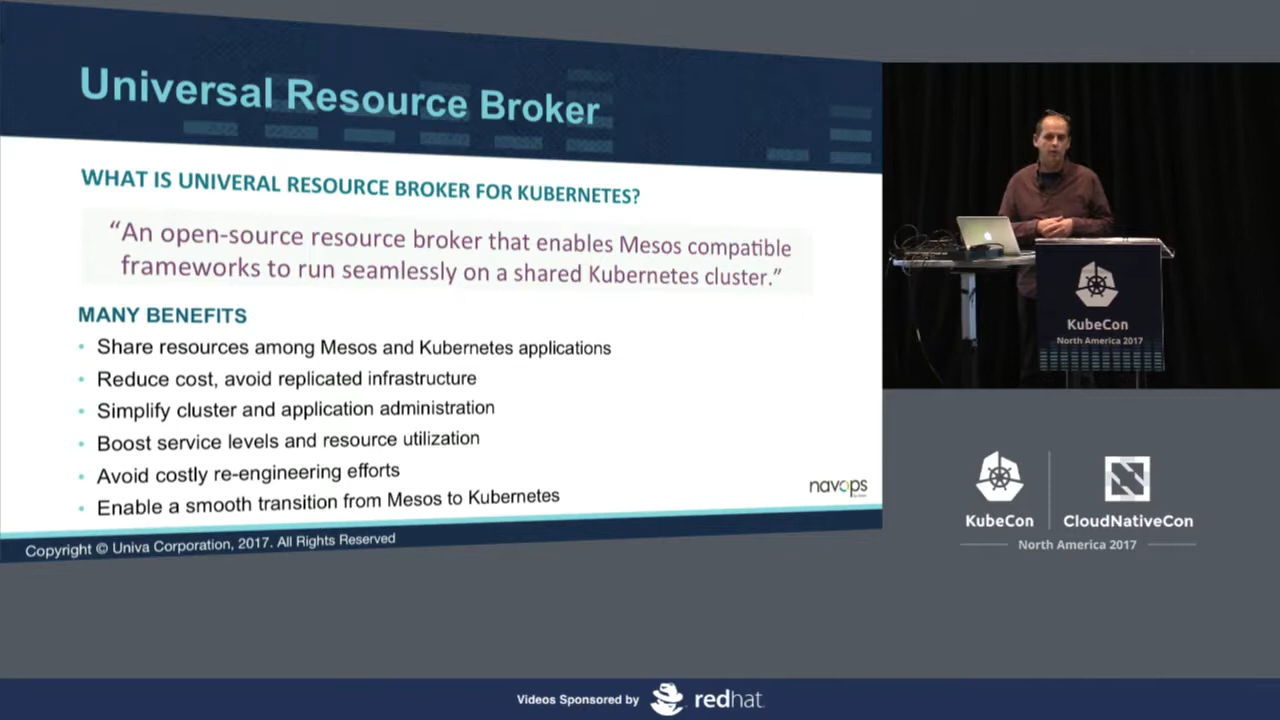 Universal Resource Broker
WHAT IS UNIVERAL RESOURCE BROKER FOR KUBERNETES?
“An open-source resource broker that enables Mesos compatible
frameworks to run seamlessly on a shared Kubernetes cluster.”
MANY BENEFITS
• Share resources among Mesos and Kubernetes applications
• Reduce cost, avoid replicated infrastructure
• Simplify cluster and application administration
• Boost service levels and resource utilization
• Avoid costly re-engineering efforts
• Enable a smooth transition from Mesos to Kubernetes
navops
Copyright © Univa Corporation, 2017. All Rights Reserved
KubeCon
North America 2017
KubeCon
CloudNativeCon
North America 2017
Videos Sponsored by
redhat